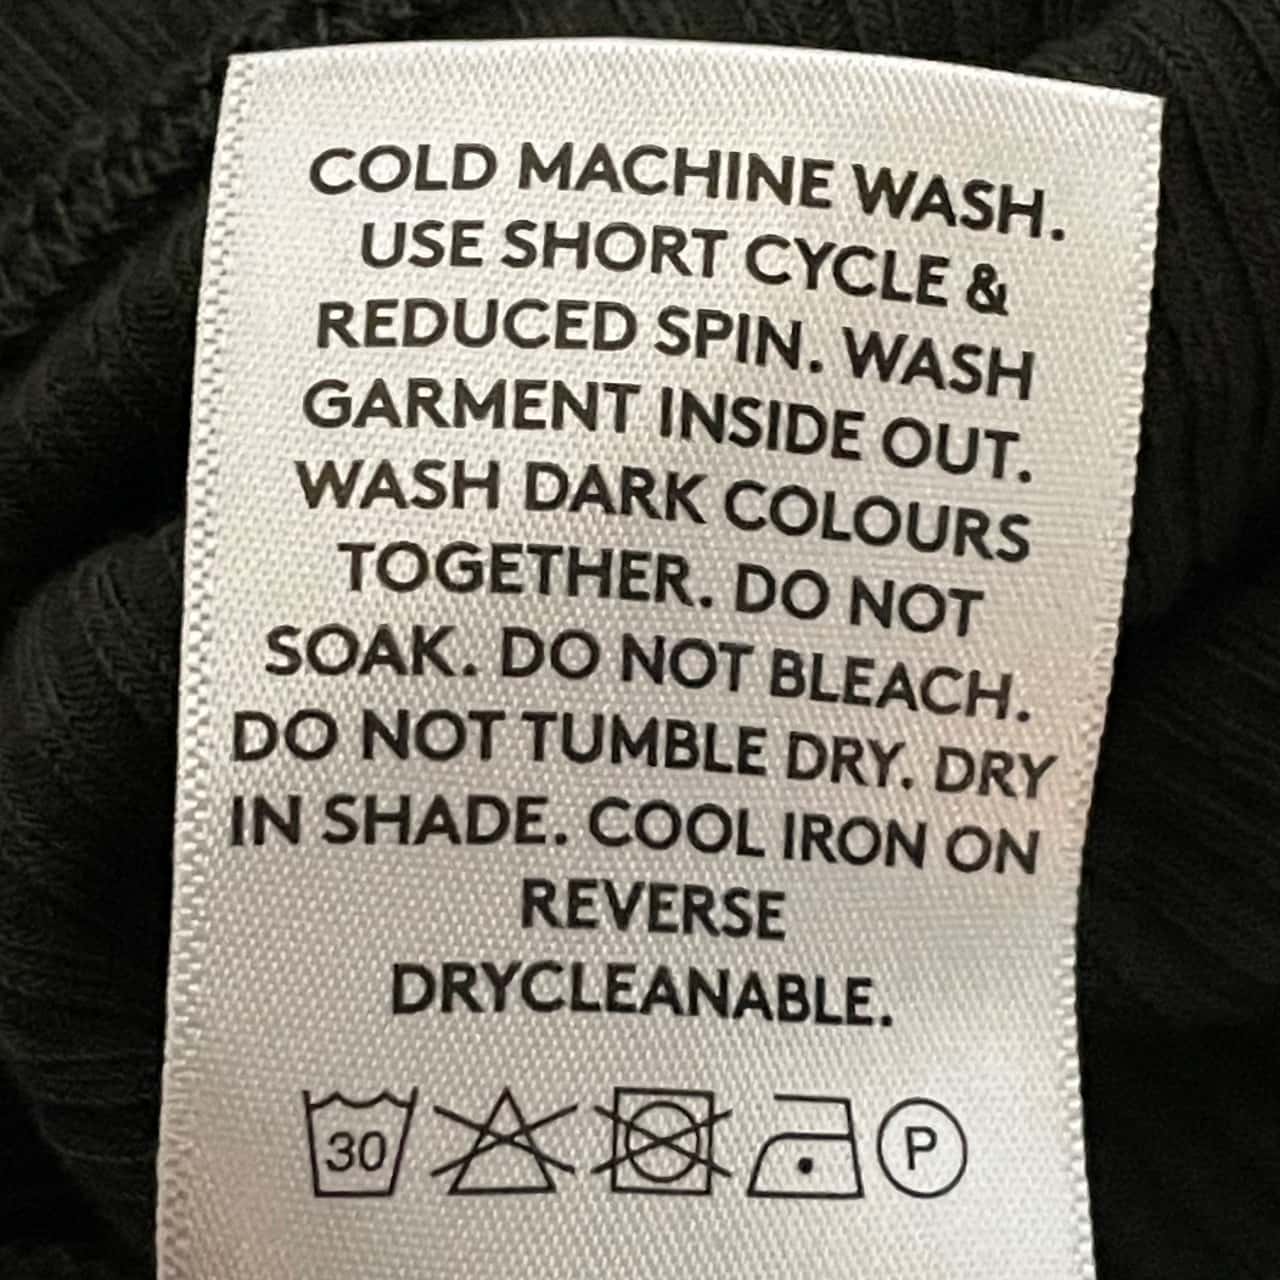 COLD MACHINE WASH.
USE SHORT CYCLE &
REDUCED SPIN. WASH
GARMENT INSIDE OUT.
WASH DARK COLOURS
TOGETHER. DO NOT
SOAK. DO NOT BLEACH.
DO NOT TUMBLE DRY. DRY
IN SHADE. COOL IRON ON
REVERSE
DRYCLEANABLE.
30 P